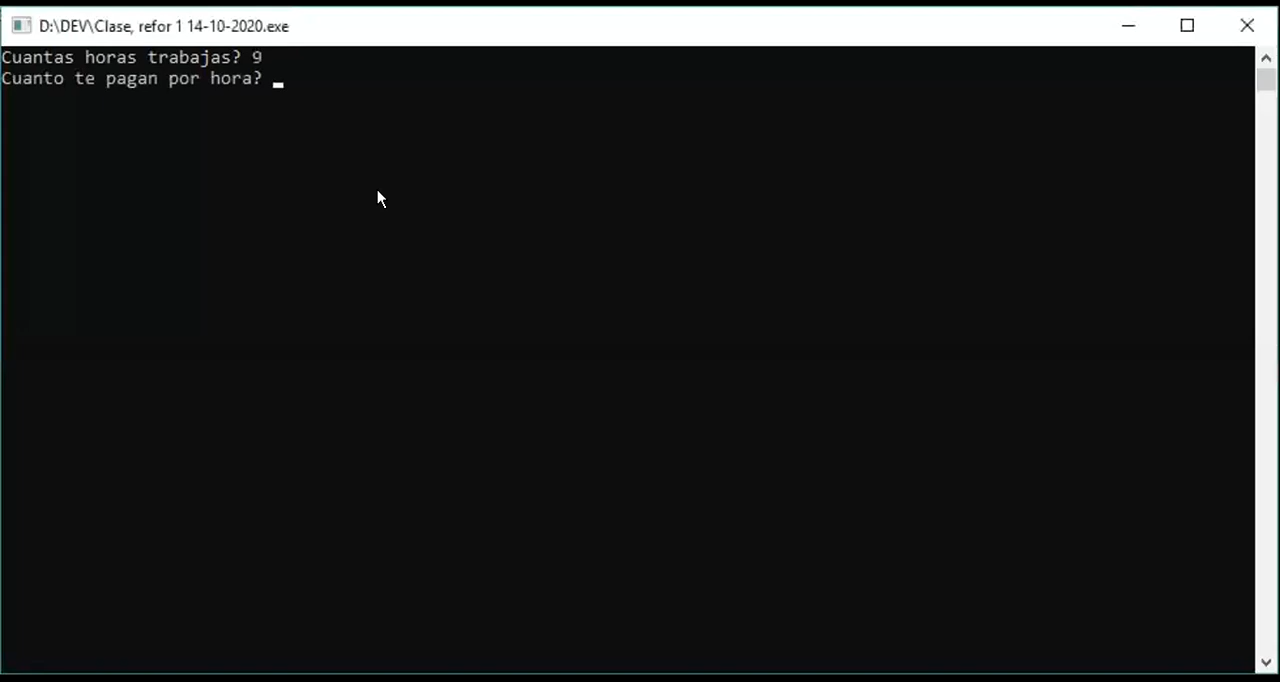 D:\DEV\Clase, refor 1 14-10-2020.exe
Cuantas horas trabajas? 9
Cuanto te pagan por hora?